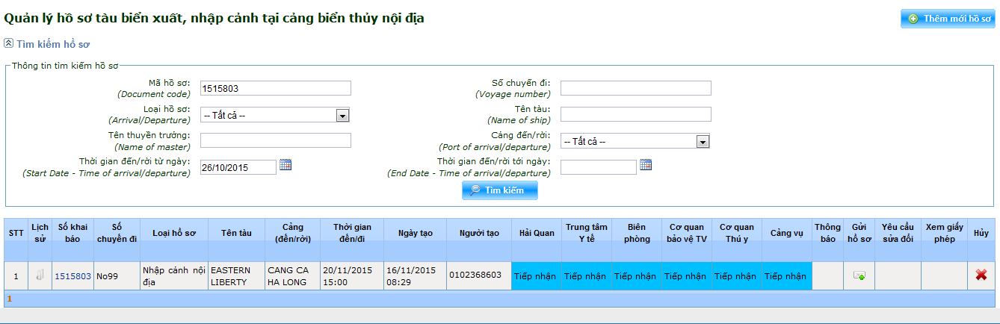 Quản lý hồ sơ tàu biển xuất, nhập cảnh tại cảng biển thủy nội địa
Thêm mới hồ sơ
Tìm kiếm hồ sơ
Thông tin tìm kiếm hồ sơ
Mã hồ sơ: 1515803 Số chuyến đi:
(Document code) (Voyage number)
Loại hồ sơ: -- Tất cả -- Tên tàu:
(Arrival/Departure) (Name of ship)
Tên thuyền trưởng: Cảng đến/rời: -- Tất cả --
(Name of master) (Port of arrival/departure)
Thời gian đến/rời từ ngày: 26/10/2015 Thời gian đến/rời tới ngày:
(Start Date - Time of arrival/departure) (End Date - Time of arrival/departure)
Tìm kiếm
STT Lịch sử Số khai báo Số chuyến đi Loại hồ sơ Tên tàu Cảng (đến/rời) Thời gian đến/đi Ngày tạo Người tạo Hải Quan Trung tâm Y tế Biên phòng Cơ quan bảo vệ TV Cơ quan Thú y Cảng vụ Thông báo Gửi hồ sơ Yêu cầu sửa đổi Xem giấy phép Hủy
1 1515803 No99 Nhập cảnh nội địa EASTERN LIBERTY CANG CA HA LONG 20/11/2015 15:00 16/11/2015 08:29 0102368603 Tiếp nhận Tiếp nhận Tiếp nhận Tiếp nhận Tiếp nhận Tiếp nhận
1